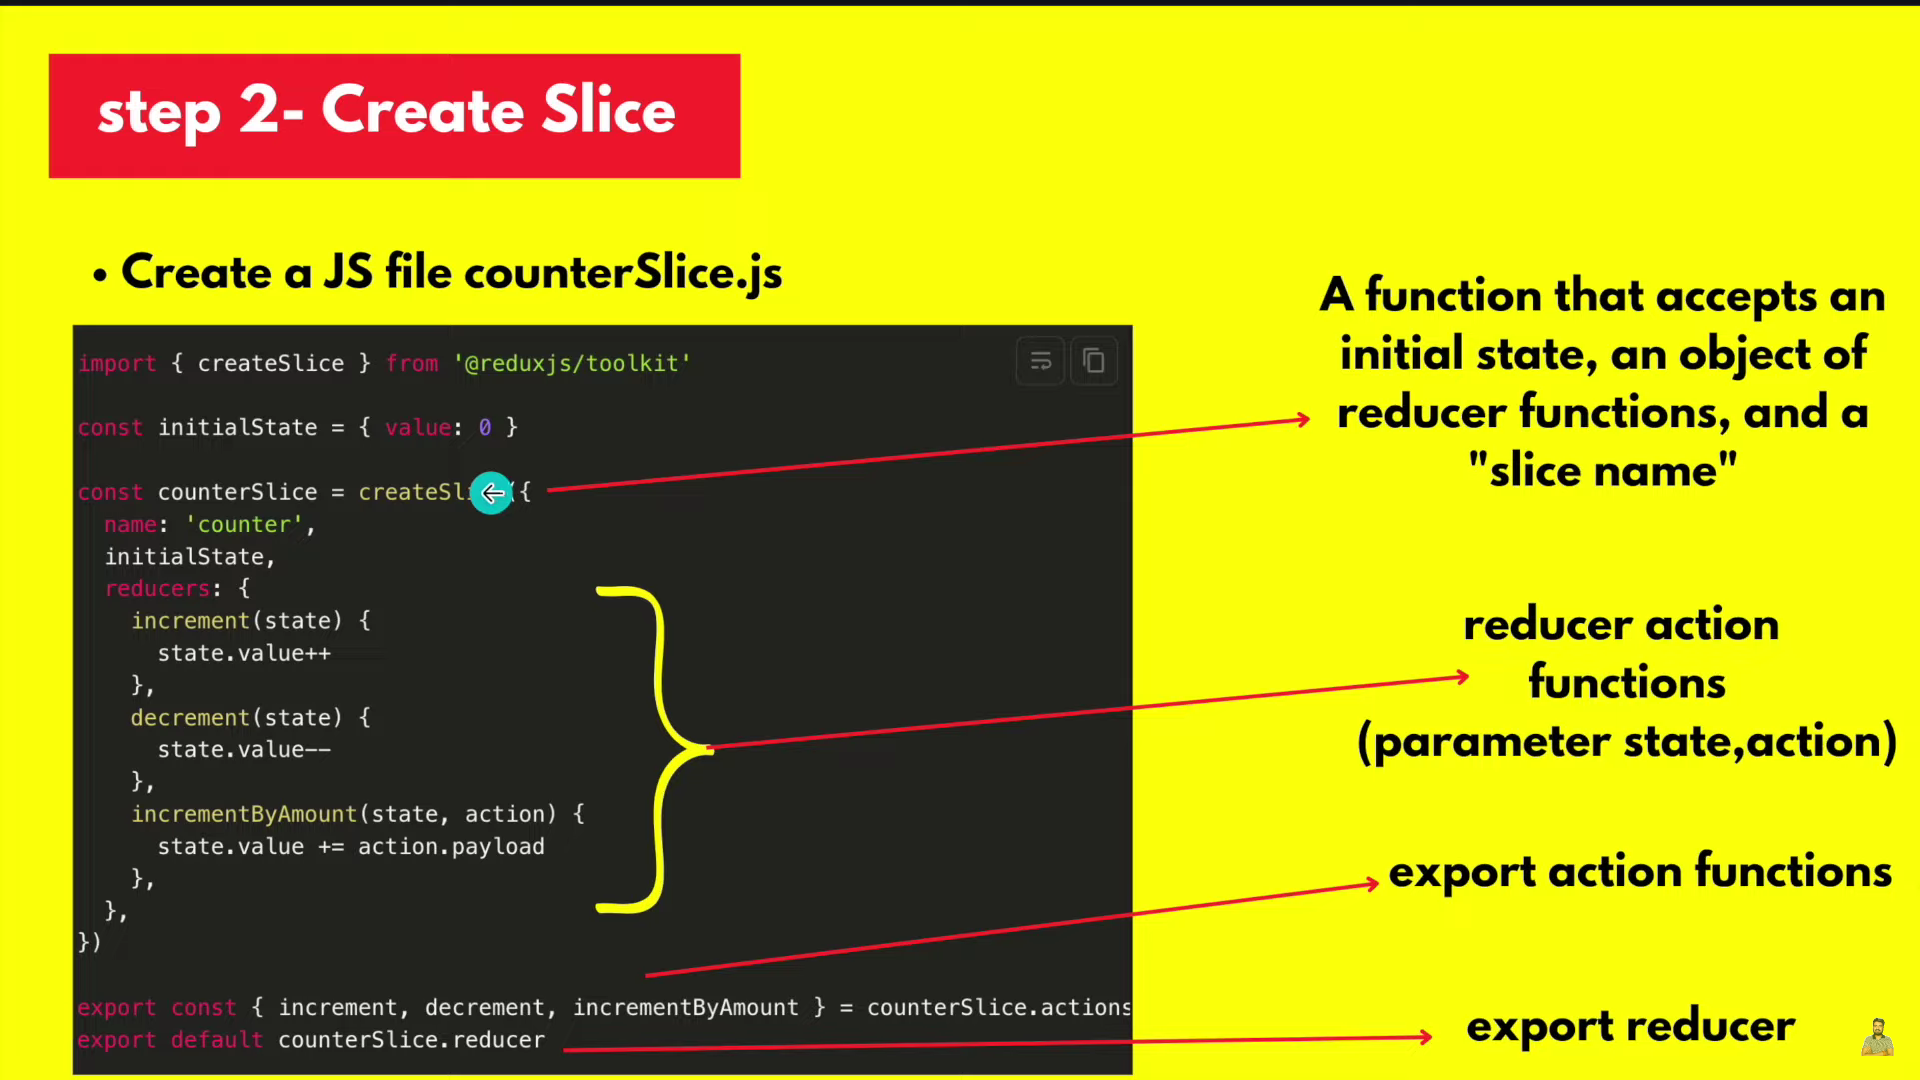 step 2- Create Slice
• Create a JS file counterSlice.js
import { createSlice } from '@reduxjs/toolkit'
const initialState = { value: 0 }
const counterSlice = ({
name: 'counter',
initialState,
reducers: {
increment(state) {
state.value++
},
decrement(state) {
state.value--
},
incrementByAmount(state, action) {
state.value += action.payload
},
},
})
export const { increment, decrement, incrementByAmount } = counterSlice.actions
export default counterSlice.reducer
A function that accepts an
initial state, an object of
reducer functions, and a
"slice name"
reducer action
functions
(parameter state,action)
export action functions
export reducer